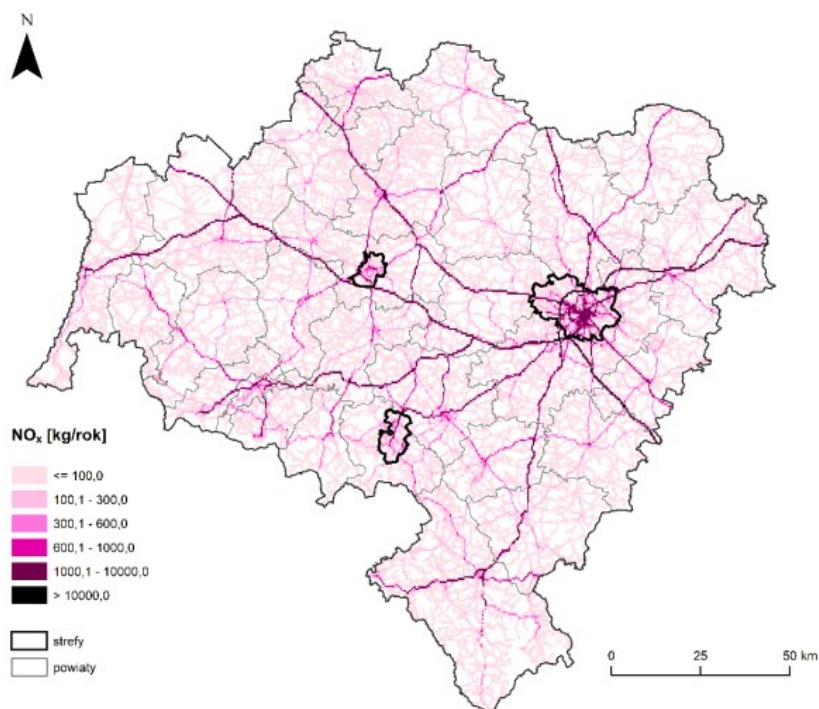 N
NOₓ [kg/rok]
<= 100,0
100,1 - 300,0
300,1 - 600,0
600,1 - 1000,0
1000,1 - 10000,0
> 10000,0
strefy
powiaty
0 25 50 km